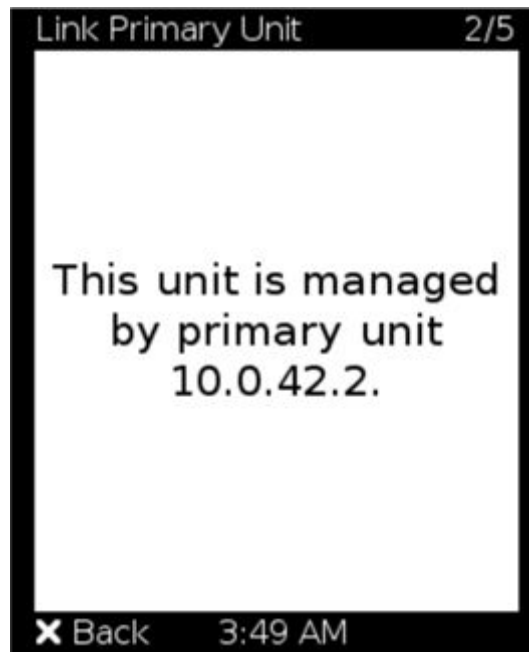 Link Primary Unit 2/5
This unit is managed
by primary unit
10.0.42.2.
X Back 3:49 AM